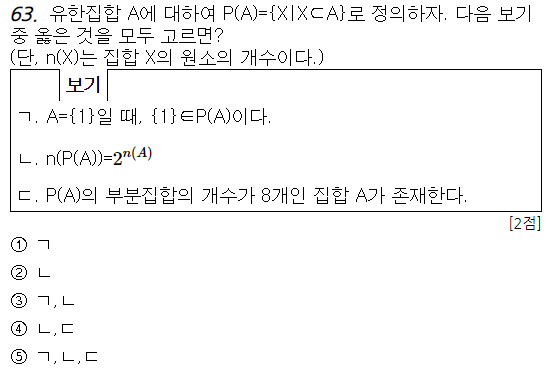 63. 유한집합 A에 대하여 P(A)={X|X⊂A}로 정의하자. 다음 보기
중 옳은 것을 모두 고르면?
(단, n(X)는 집합 X의 원소의 개수이다.)
보기
ㄱ. A={1}일 때, {1}∈P(A)이다.
ㄴ. n(P(A))=2^{n(A)}
ㄷ. P(A)의 부분집합의 개수가 8개인 집합 A가 존재한다.
[2점]
① ㄱ
② ㄴ
③ ㄱ,ㄴ
④ ㄴ,ㄷ
⑤ ㄱ,ㄴ,ㄷ